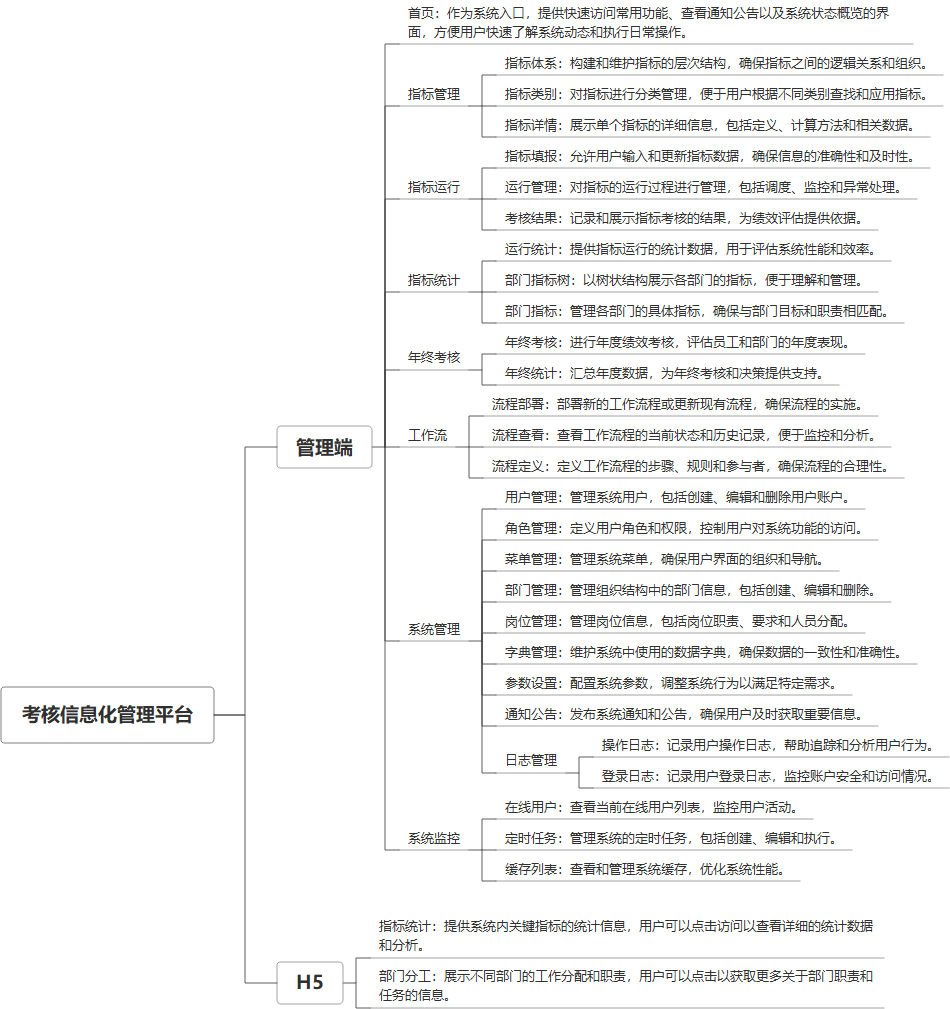 首页：作为系统入口，提供快速访问常用功能、查看通知公告以及系统状态概览的界
面，方便用户快速了解系统动态和执行日常操作。
指标管理
指标体系：构建和维护指标的层次结构，确保指标之间的逻辑关系和组织。
指标类别：对指标进行分类管理，便于用户根据不同类别查找和应用指标。
指标详情：展示单个指标的详细信息，包括定义、计算方法和相关数据。
指标运行
指标填报：允许用户输入和更新指标数据，确保信息的准确性和及时性。
运行管理：对指标的运行过程进行管理，包括调度、监控和异常处理。
考核结果：记录和展示指标考核的结果，为绩效评估提供依据。
指标统计
运行统计：提供指标运行的统计数据，用于评估系统性能和效率。
部门指标树：以树状结构展示各部门的指标，便于理解和管理。
部门指标：管理各部门的具体指标，确保与部门目标和职责相匹配。
年终考核
年终考核：进行年度绩效考核，评估员工和部门的年度表现。
年终统计：汇总年度数据，为年终考核和决策提供支持。
管理端
工作流
流程部署：部署新的工作流程或更新现有流程，确保流程的实施。
流程查看：查看工作流程的当前状态和历史记录，便于监控和分析。
流程定义：定义工作流程的步骤、规则和参与者，确保流程的合理性。
系统管理
用户管理：管理系统用户，包括创建、编辑和删除用户账户。
角色管理：定义用户角色和权限，控制用户对系统功能的访问。
菜单管理：管理系统菜单，确保用户界面的组织和导航。
部门管理：管理组织结构中的部门信息，包括创建、编辑和删除。
岗位管理：管理岗位信息，包括岗位职责、要求和人员分配。
字典管理：维护系统中使用的数据字典，确保数据的一致性和准确性。
参数设置：配置系统参数，调整系统行为以满足特定需求。
通知公告：发布系统通知和公告，确保用户及时获取重要信息。
日志管理
操作日志：记录用户操作日志，帮助追踪和分析用户行为。
登录日志：记录用户登录日志，监控账户安全和访问情况。
考核信息化管理平台
系统监控
在线用户：查看当前在线用户列表，监控用户活动。
定时任务：管理系统的定时任务，包括创建、编辑和执行。
缓存列表：查看和管理系统缓存，优化系统性能。
H5
指标统计：提供系统内关键指标的统计信息，用户可以点击访问以查看详细的统计数据
和分析。
部门分工：展示不同部门的工作分配和职责，用户可以点击以获取更多关于部门职责和
任务的信息。